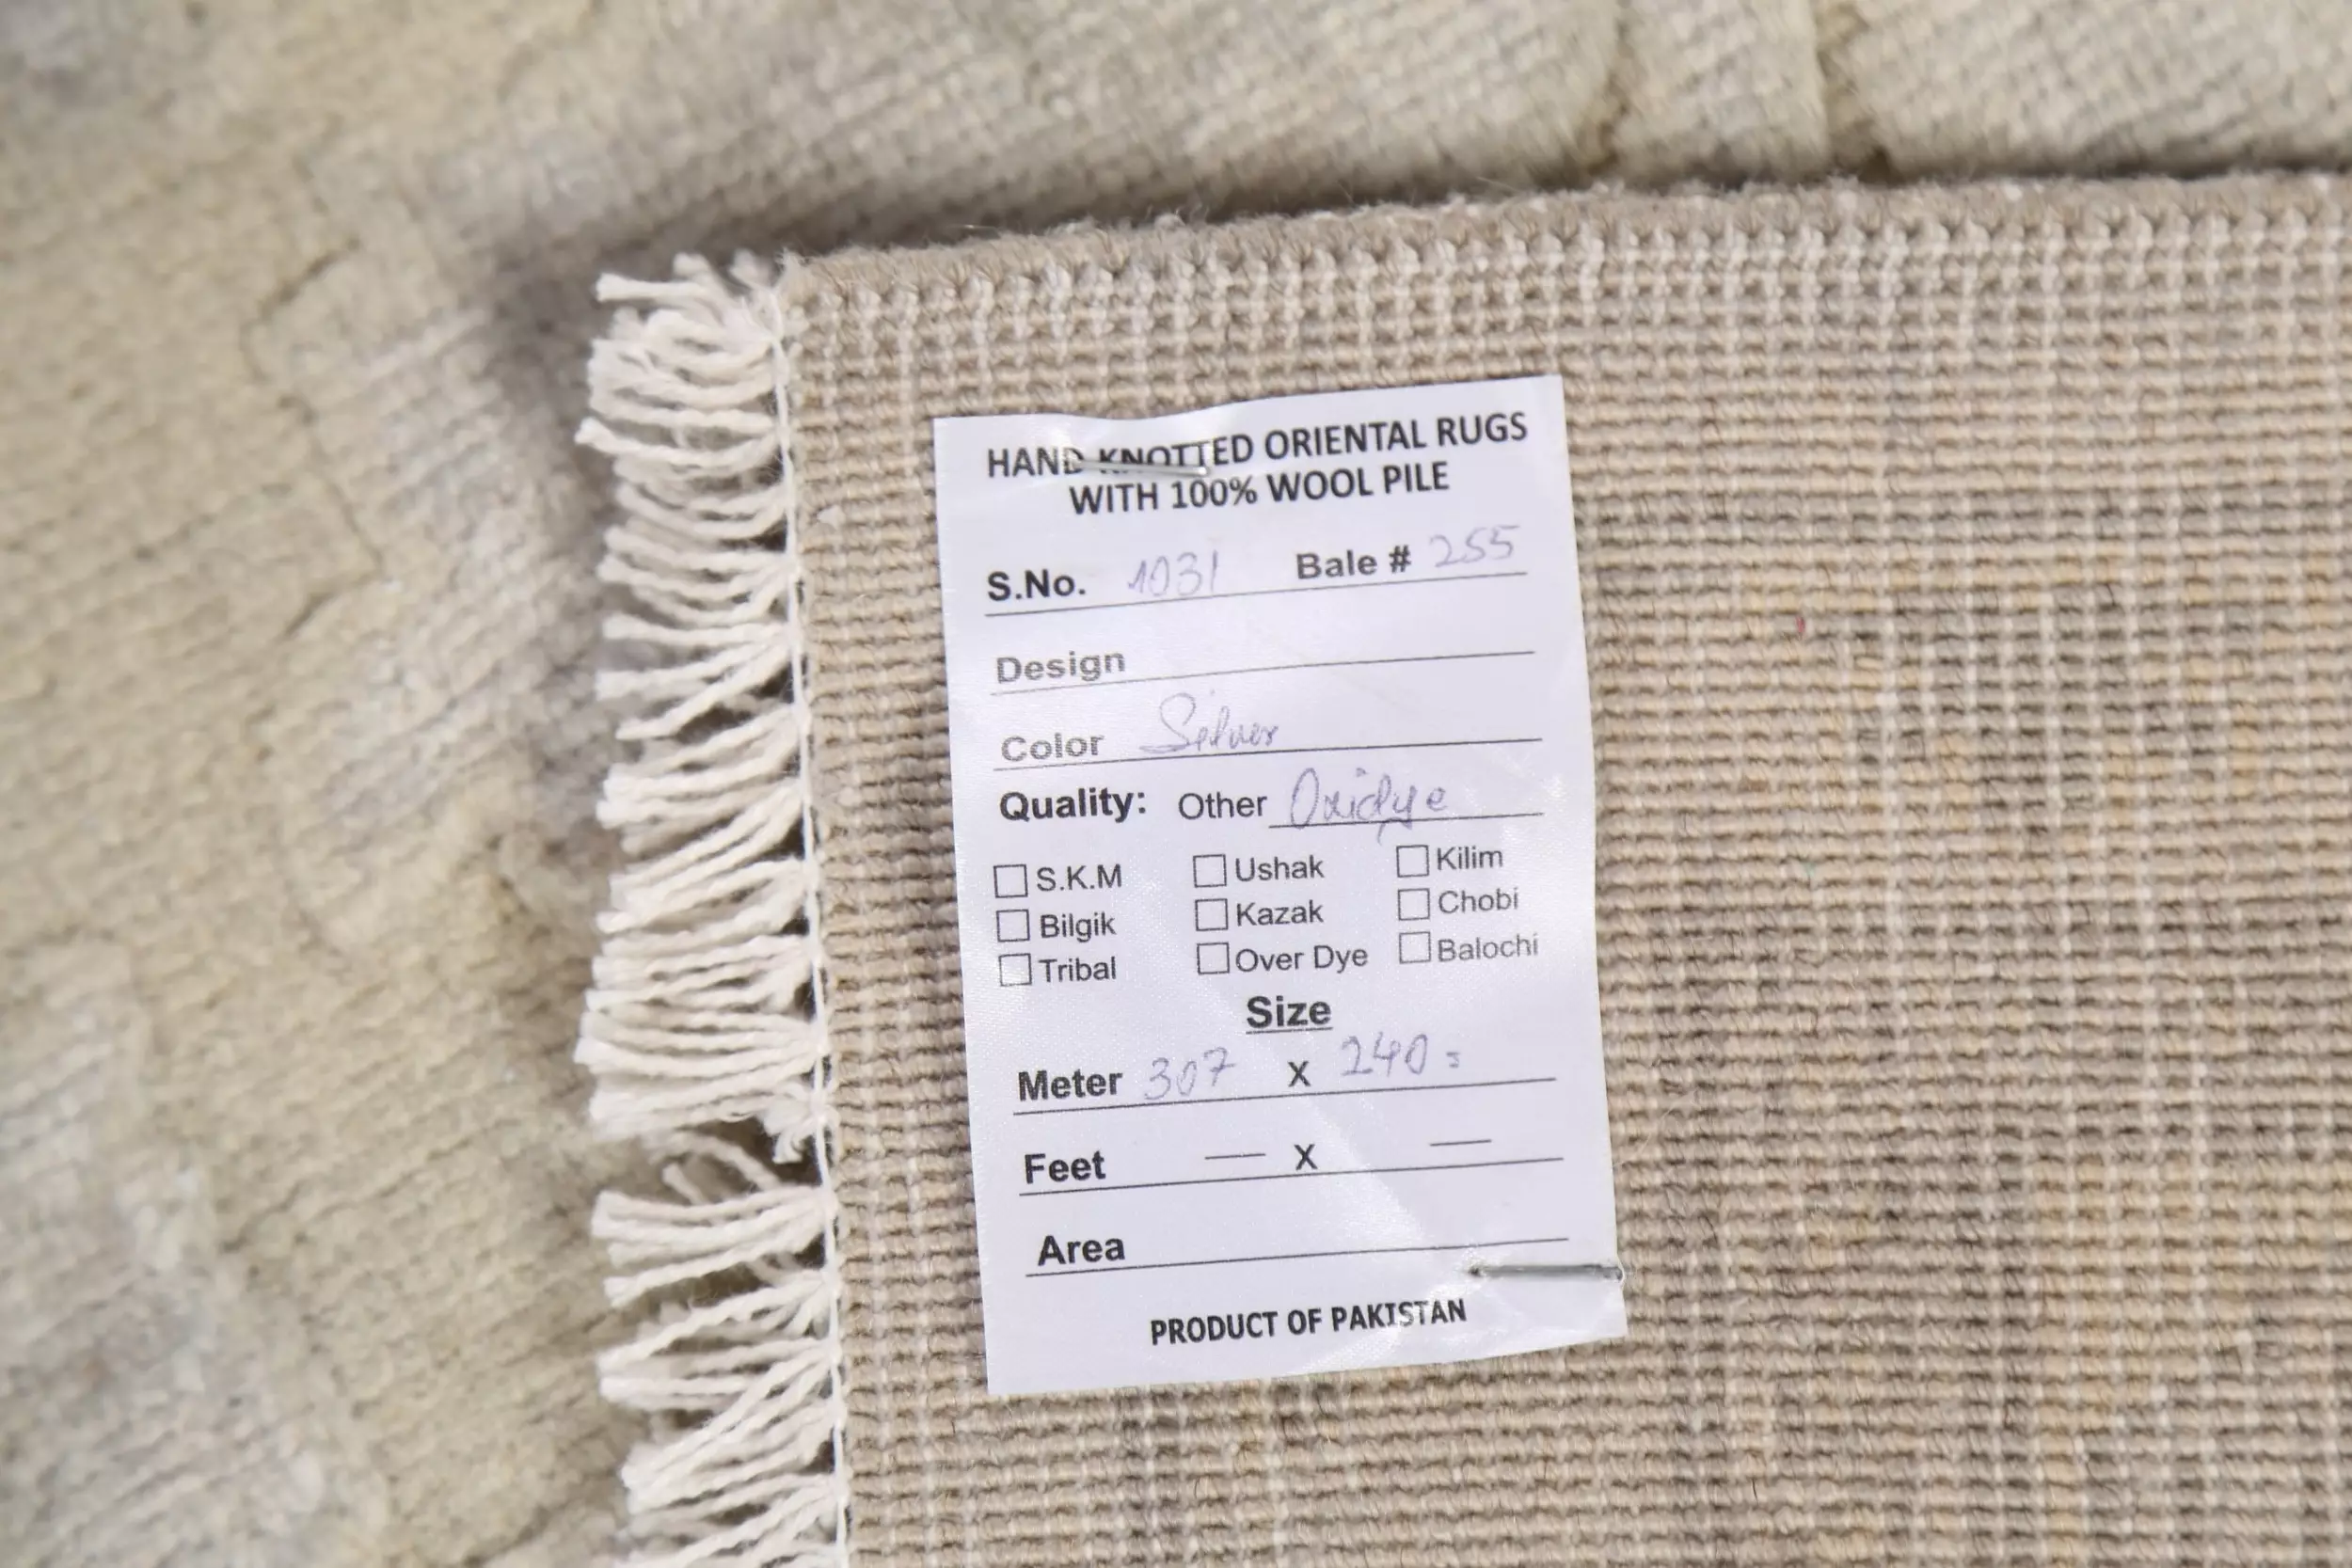 HAND KNOTTED ORIENTAL RUGS
WITH 100% WOOL PILE
S.No. 1031 Bale # 255
Design
Color Silver
Quality: Other Oxidye
S.K.M Ushak Kilim
Bilgik Kazak Chobi
Tribal Over Dye Balochi
Size
Meter 307 X 240=
Feet — X —
Area
PRODUCT OF PAKISTAN